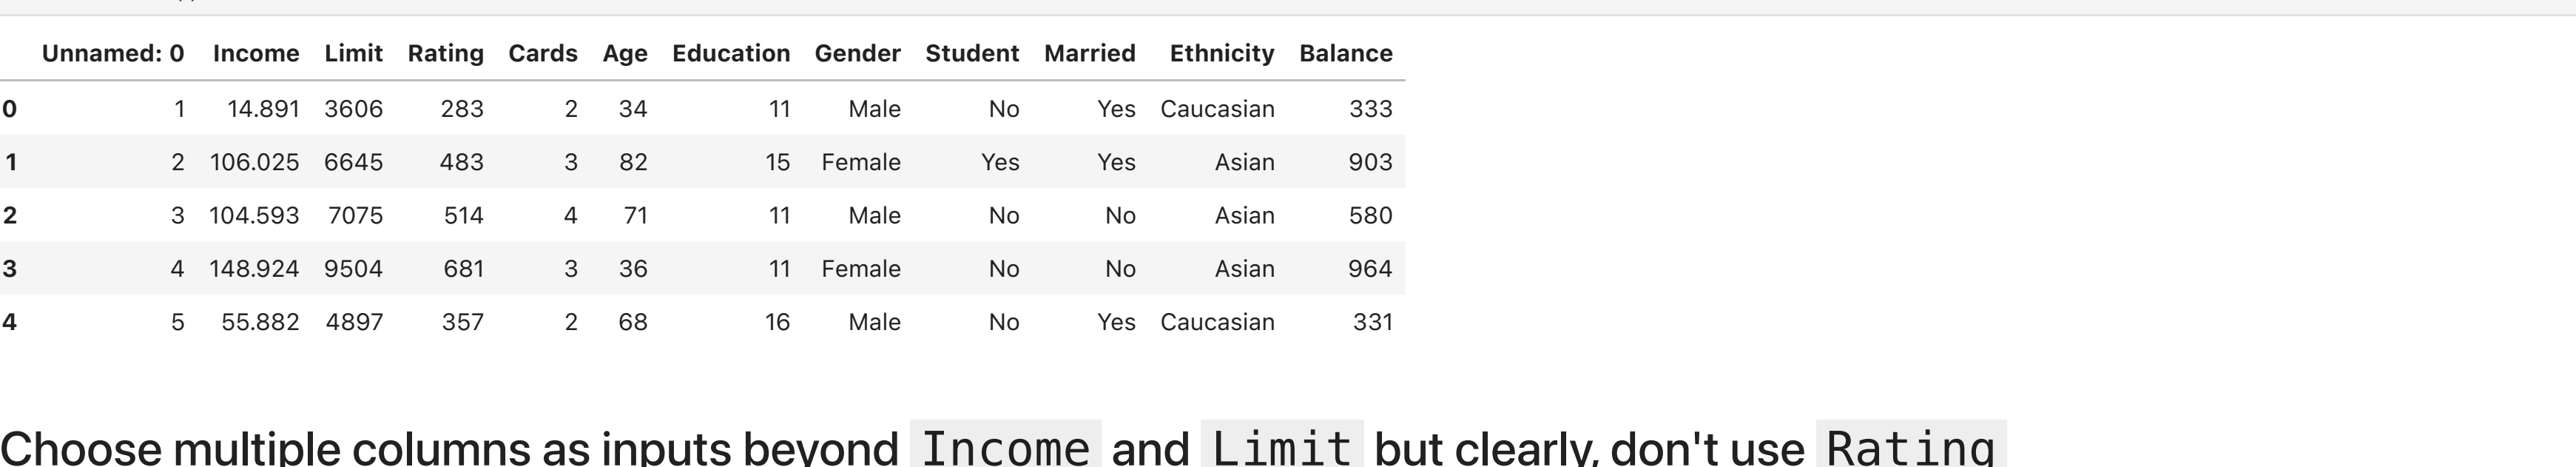 Unnamed: 0 Income Limit Rating Cards Age Education Gender Student Married Ethnicity Balance
0 1 14.891 3606 283 2 34 11 Male No Yes Caucasian 333
1 2 106.025 6645 483 3 82 15 Female Yes Yes Asian 903
2 3 104.593 7075 514 4 71 11 Male No No Asian 580
3 4 148.924 9504 681 3 36 11 Female No No Asian 964
4 5 55.882 4897 357 2 68 16 Male No Yes Caucasian 331
Choose multiple columns as inputs beyond Income and Limit but clearly, don't use Rating